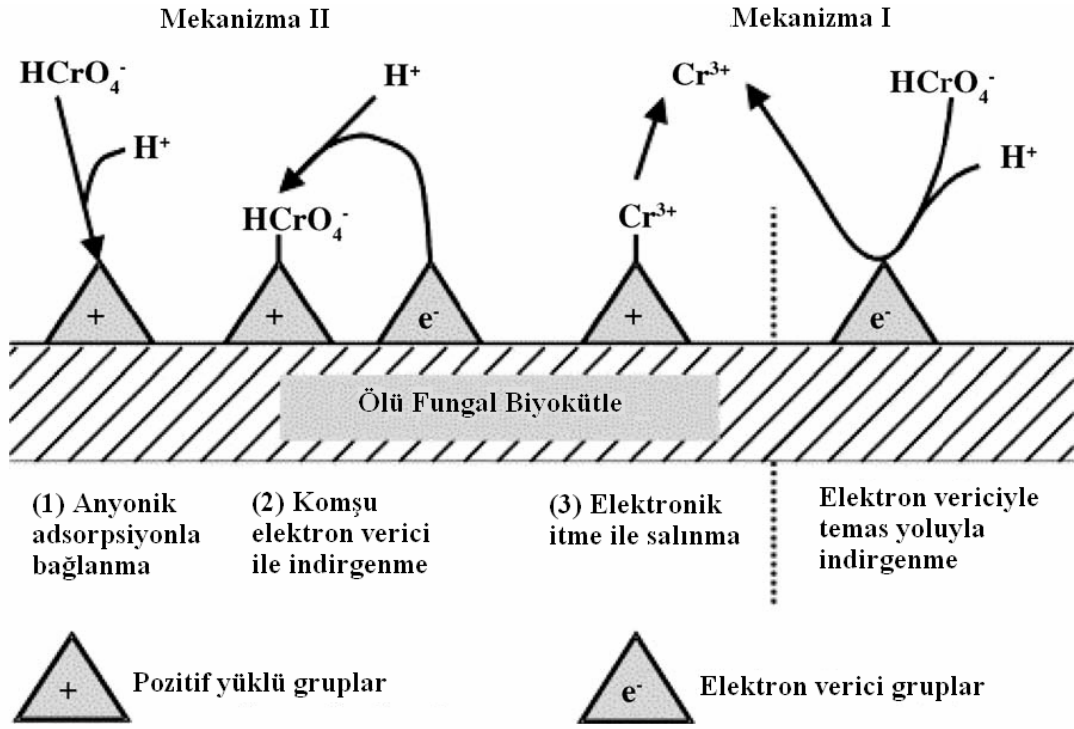 Mekanizma II
Mekanizma I
HCrO₄⁻
H⁺
H⁺
HCrO₄⁻
Cr³⁺
Cr³⁺
HCrO₄⁻
H⁺
+
+
e⁻
+
e⁻
Ölü Fungal Biyokütle
(1) Anyonik
adsorpsiyonla
bağlanma
(2) Komşu
elektron verici
ile indirgenme
(3) Elektronik
itme ile salınma
Elektron vericiyle
temas yoluyla
indirgenme
+
Pozitif yüklü gruplar
e⁻
Elektron verici gruplar